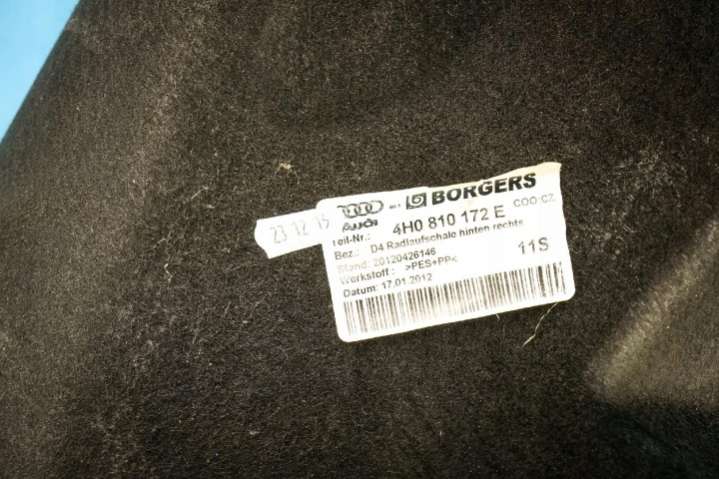 BORGERS
Audi
COO CZ
Teil-Nr.: 4H0 810 172 E
Bez.: D4 Radlaufschale hinten rechts
Stand: 20120426146
11S
Werkstoff: >PES+PP<
Datum: 17.01.2012
23 12 15